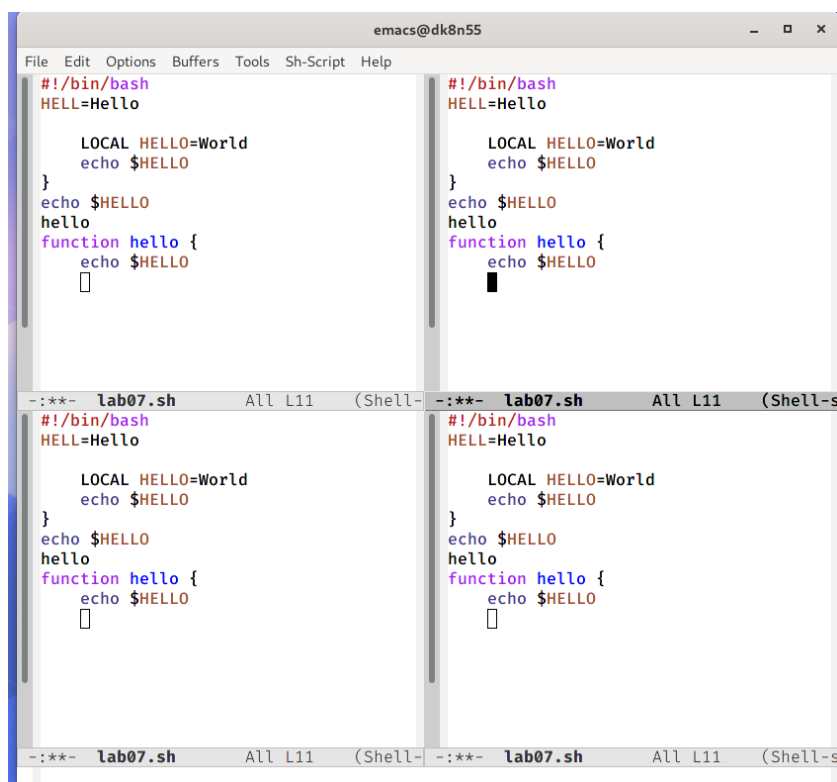 emacs@dk8n55
File Edit Options Buffers Tools Sh-Script Help
#!/bin/bash
HELL=Hello
LOCAL HELLO=World
echo $HELLO
}
echo $HELLO
hello
function hello {
echo $HELLO
-:**- lab07.sh All L11 (Shell-
#!/bin/bash
HELL=Hello
LOCAL HELLO=World
echo $HELLO
}
echo $HELLO
hello
function hello {
echo $HELLO
-:**- lab07.sh All L11 (Shell-s
#!/bin/bash
HELL=Hello
LOCAL HELLO=World
echo $HELLO
}
echo $HELLO
hello
function hello {
echo $HELLO
-:**- lab07.sh All L11 (Shell-
#!/bin/bash
HELL=Hello
LOCAL HELLO=World
echo $HELLO
}
echo $HELLO
hello
function hello {
echo $HELLO
-:**- lab07.sh All L11 (Shell-s